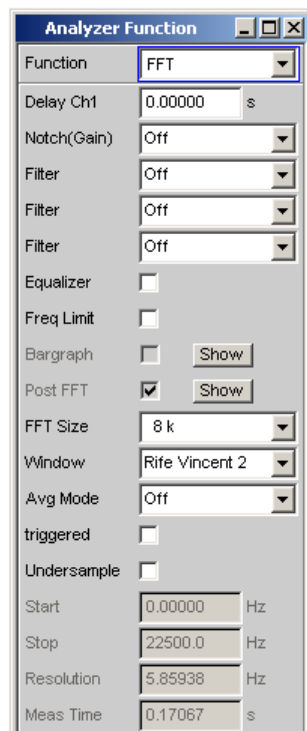 Analyzer Function
Function FFT
Delay Ch1 0.00000 s
Notch(Gain) Off
Filter Off
Filter Off
Filter Off
Equalizer
Freq Limit
Bargraph Show
Post FFT Show
FFT Size 8 k
Window Rife Vincent 2
Avg Mode Off
triggered
Undersample
Start 0.00000 Hz
Stop 22500.0 Hz
Resolution 5.85938 Hz
Meas Time 0.17067 s